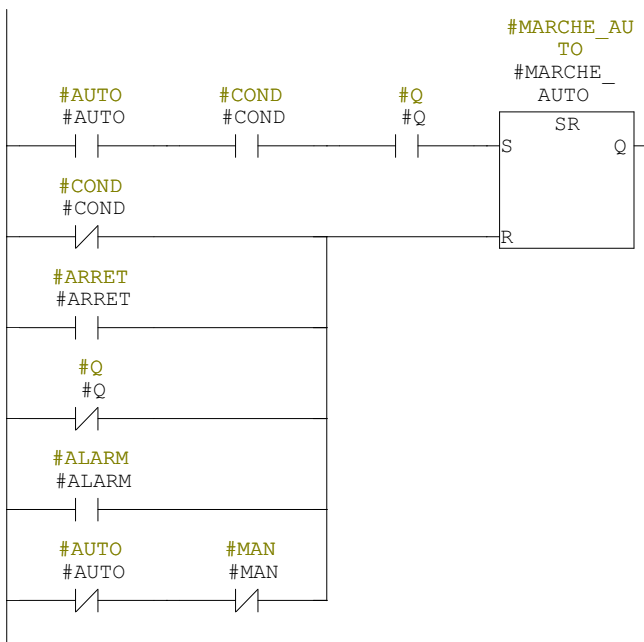 #MARCHE_AU
TO
#MARCHE_
AUTO
#AUTO #COND #Q
#AUTO #COND #Q
SR
S Q
#COND
#COND
R
#ARRET
#ARRET
#Q
#Q
#ALARM
#ALARM
#AUTO #MAN
#AUTO #MAN